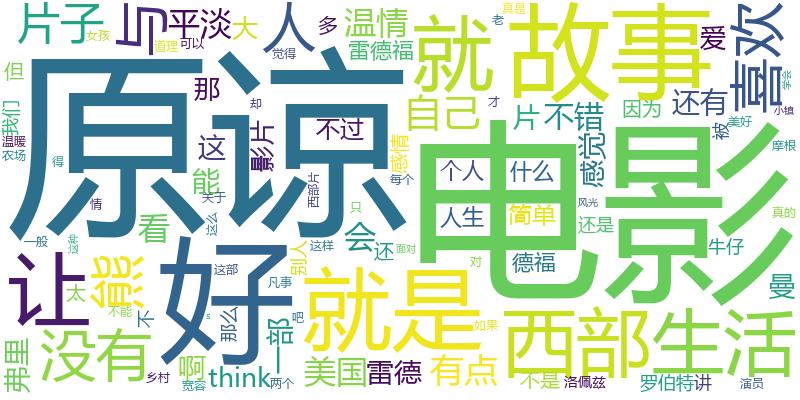 片子
女孩
与
平淡
道理
可以
大
人
觉得
多
温情
雷德福
就
故事
真是
老
爱
喜欢
但
我们
原谅
那
不过
自己
片
不错
因为
还有
被
学会
美好
小镇
温暖
农场
这
影片
感情
电影
感觉
宽
才
得
能
西部片
每个
个人
什么
摩根
情
关于
只
人生
简单
风光
还是
真的
看
这么
会
还
面对
一般
这种
好
别人
这样
对
德福
牛仔
让
熊
太
不
这部
凡事
就是
西部
生活
曼
不能
s
那么
吧
如果
弗里
没有
啊
一部
乡村
think
宽容
两个
美国
雷德
有点
不是
洛佩兹
罗伯特
讲
演员